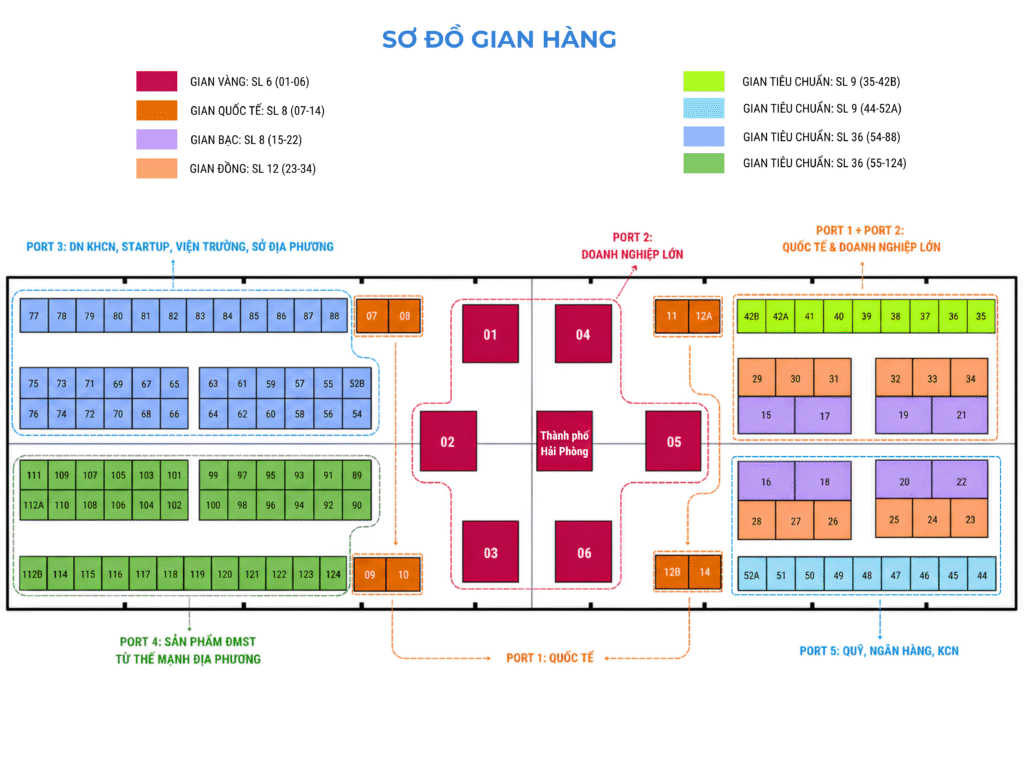 SƠ ĐỒ GIAN HÀNG
GIAN VÀNG: SL 6 (01-06)
GIAN QUỐC TẾ: SL 8 (07-14)
GIAN BẠC: SL 8 (15-22)
GIAN ĐỒNG: SL 12 (23-34)
GIAN TIÊU CHUẨN: SL 9 (35-42B)
GIAN TIÊU CHUẨN: SL 9 (44-52A)
GIAN TIÊU CHUẨN: SL 36 (54-88)
GIAN TIÊU CHUẨN: SL 36 (55-124)
PORT 3: DN KHCN, STARTUP, VIỆN TRƯỜNG, SỞ ĐỊA PHƯƠNG
PORT 2:
DOANH NGHIỆP LỚN
PORT 1 + PORT 2:
QUỐC TẾ & DOANH NGHIỆP LỚN
77 78 79 80 81 82 83 84 85 86 87 88
07 08
01
04
11 12A
42B 42A 41 40 39 38 37 36 35
75 73 71 69 67 65
63 61 59 57 55 52B
76 74 72 70 68 66
64 62 60 58 56 54
29 30 31
32 33 34
15 17
19 21
02
Thành phố
Hải Phòng
05
111 109 107 105 103 101
99 97 95 93 91 89
112A 110 108 106 104 102
100 98 96 94 92 90
16 18
20 22
28 27 26
25 24 23
112B 114 115 116 117 118 119 120 121 122 123 124
09 10
03
06
12B 14
52A 51 50 49 48 47 46 45 44
PORT 4: SẢN PHẨM ĐMST
TỪ THẾ MẠNH ĐỊA PHƯƠNG
PORT 1: QUỐC TẾ
PORT 5: QUỸ, NGÂN HÀNG, KCN